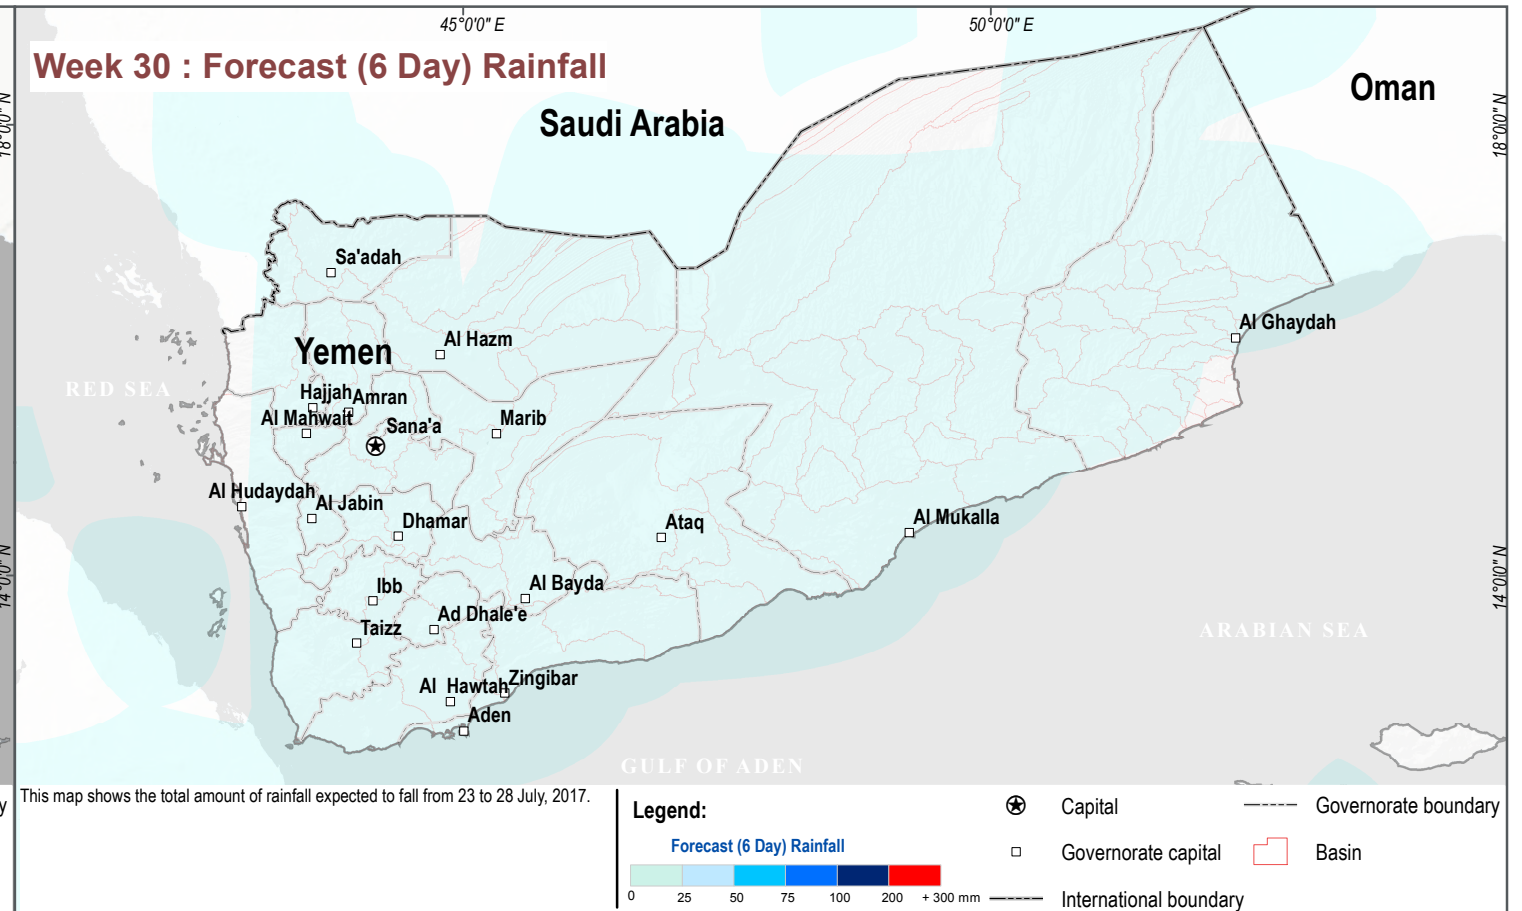 45°0'0" E
50°0'0" E
Week 30 : Forecast (6 Day) Rainfall
Oman
Saudi Arabia
18°0'0" N
18°0'0" N
Sa'adah
Al Ghaydah
Al Hazm
Yemen
RED SEA
Hajjah
Amran
Al Mahwait
Sana'a
Marib
Al Hudaydah
Al Jabin
Dhamar
Ataq
Al Mukalla
14°0'0" N
14°0'0" N
Ibb
Al Bayda
Ad Dhale'e
Taizz
ARABIAN SEA
Al Hawtah
Zingibar
Aden
GULF OF ADEN
y
This map shows the total amount of rainfall expected to fall from 23 to 28 July, 2017.
Legend:
Forecast (6 Day) Rainfall
0 25 50 75 100 200 + 300 mm
Capital
Governorate capital
International boundary
Governorate boundary
Basin